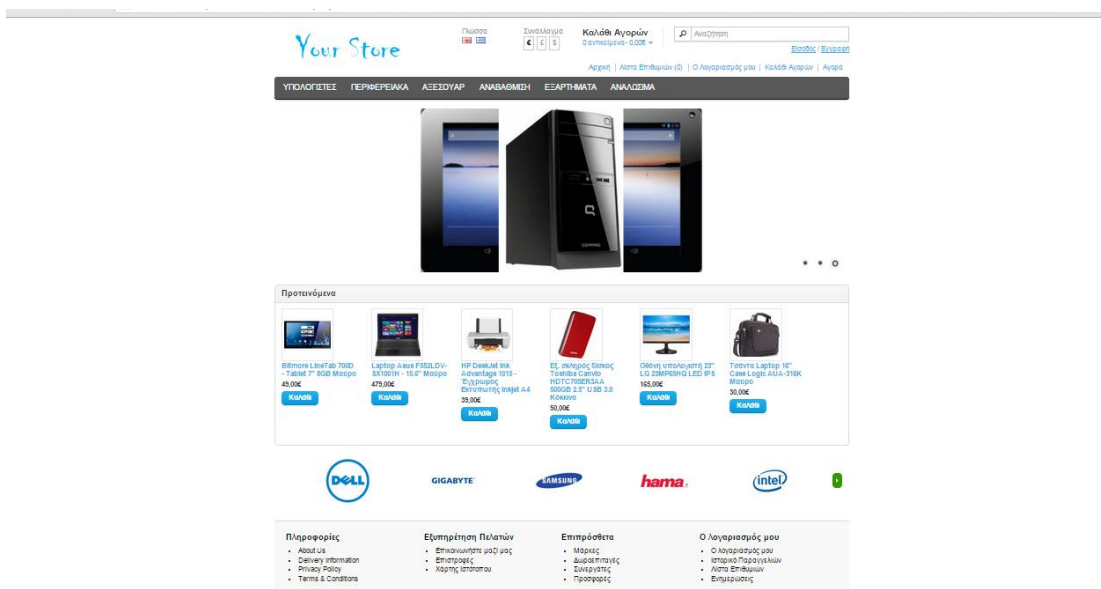 Your Store
Γλώσσα
Συνάλλαγμα
€ £ $
Καλάθι Αγορών
0 αντικείμενα- 0,00€
Αναζήτηση
Είσοδος / Εγγραφή
Αρχική | Λίστα Επιθυμιών (0) | Ο Λογαριασμός μου | Καλάθι Αγορών | Αγορά
ΥΠΟΛΟΓΙΣΤΕΣ ΠΕΡΙΦΕΡΕΙΑΚΑ ΑΞΕΣΟΥΑΡ ΑΝΑΒΑΘΜΙΣΗ ΕΞΑΡΤΗΜΑΤΑ ΑΝΑΛΩΣΙΜΑ
Προτεινόμενα
Bitmore LineTab 700D
- Tablet 7" 8GB Μαύρο
49,00€
Καλάθι
Laptop Asus F552LDV-
SX1001H - 15.6" Μαύρο
479,00€
Καλάθι
HP DeskJet Ink
Advantage 1015 -
Έγχρωμος
Εκτυπωτής Inkjet A4
39,00€
Καλάθι
Εξ. σκληρός δίσκος
Toshiba Canvio
HDTC705ER3AA
500GB 2.5" USB 3.0
Κόκκινο
50,00€
Καλάθι
Οθόνη υπολογιστή 23"
LG 23MP65HQ LED IPS
165,00€
Καλάθι
Τσάντα Laptop 16"
Case Logic AUA-316K
Μαύρο
30,00€
Καλάθι
DELL
GIGABYTE
SAMSUNG
hama
intel
Πληροφορίες
About Us
Delivery Information
Privacy Policy
Terms & Conditions
Εξυπηρέτηση Πελατών
Επικοινωνήστε μαζί μας
Επιστροφές
Χάρτης Ιστότοπου
Επιπρόσθετα
Μάρκες
Δωροεπιταγές
Συνεργάτες
Προσφορές
Ο Λογαριασμός μου
Ο Λογαριασμός μου
Ιστορικό Παραγγελιών
Λίστα Επιθυμιών
Ενημερώσεις